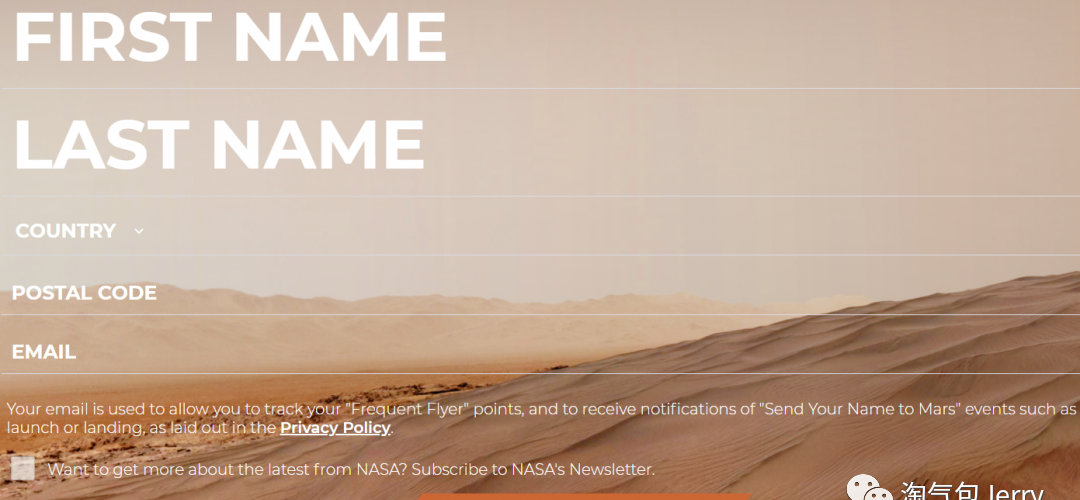 FIRST NAME
LAST NAME
COUNTRY
POSTAL CODE
EMAIL
Your email is used to allow you to track your "Frequent Flyer" points, and to receive notifications of "Send Your Name to Mars" events such as
launch or landing, as laid out in the Privacy Policy.
Want to get more about the latest from NASA? Subscribe to NASA's Newsletter.
淘气包 Jerry